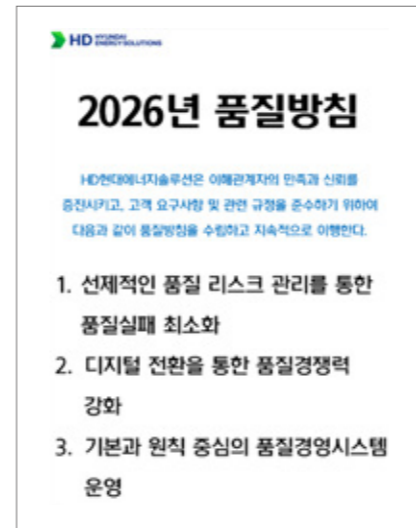 HD HYUNDAI
ENERGY SOLUTIONS
2026년 품질방침
HD현대에너지솔루션은 이해관계자의 만족과 신뢰를
증진시키고, 고객 요구사항 및 관련 규정을 준수하기 위하여
다음과 같이 품질방침을 수립하고 지속적으로 이행한다.
1. 선제적인 품질 리스크 관리를 통한
품질실패 최소화
2. 디지털 전환을 통한 품질경쟁력
강화
3. 기본과 원칙 중심의 품질경영시스템
운영